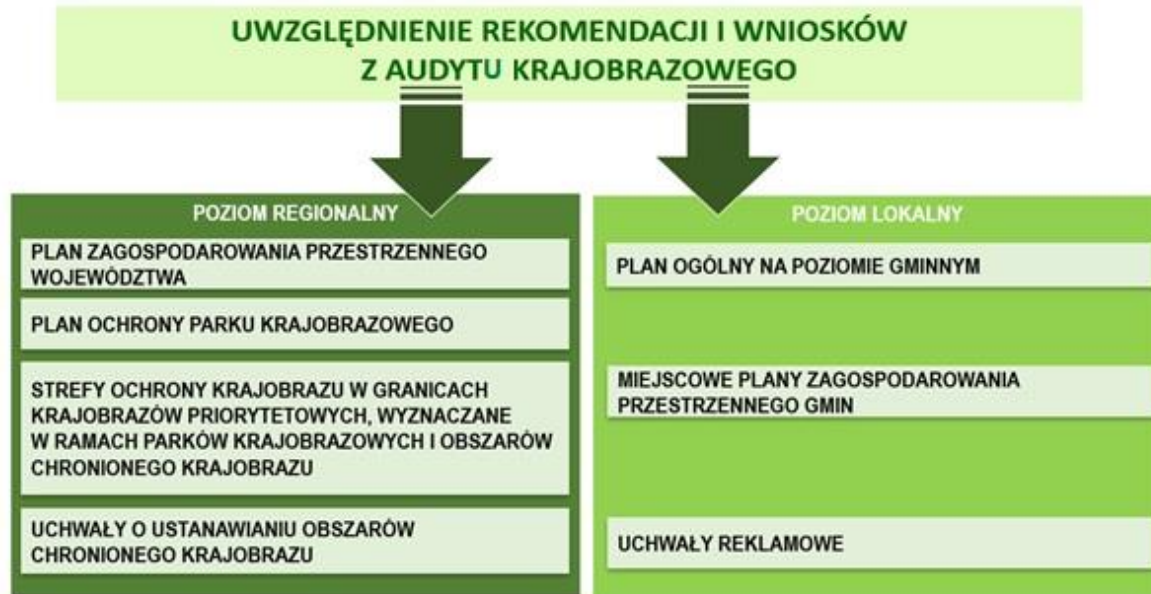 UWZGLĘDNIENIE REKOMENDACJI I WNIOSKÓW
Z AUDYTU KRAJOBRAZOWEGO
POZIOM REGIONALNY
PLAN ZAGOSPODAROWANIA PRZESTRZENNEGO
WOJEWÓDZTWA
PLAN OCHRONY PARKU KRAJOBRAZOWEGO
STREFY OCHRONY KRAJOBRAZU W GRANICACH
KRAJOBRAZÓW PRIORYTETOWYCH, WYZNACZANE
W RAMACH PARKÓW KRAJOBRAZOWYCH I OBSZARÓW
CHRONIONEGO KRAJOBRAZU
UCHWAŁY O USTANAWIANIU OBSZARÓW
CHRONIONEGO KRAJOBRAZU
POZIOM LOKALNY
PLAN OGÓLNY NA POZIOMIE GMINNYM
MIEJSCOWE PLANY ZAGOSPODAROWANIA
PRZESTRZENNEGO GMIN
UCHWAŁY REKLAMOWE